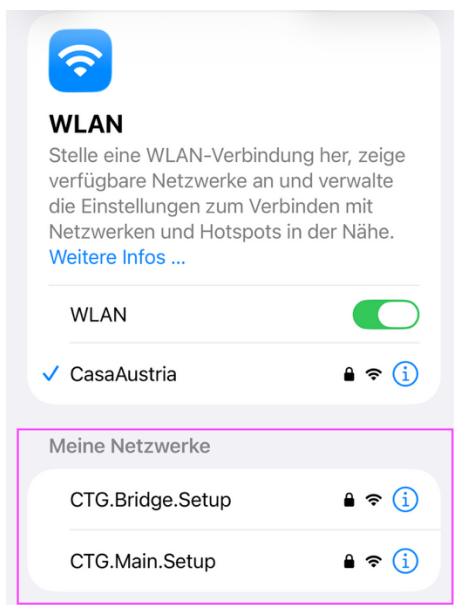 WLAN
Stelle eine WLAN-Verbindung her, zeige
verfügbare Netzwerke an und verwalte
die Einstellungen zum Verbinden mit
Netzwerken und Hotspots in der Nähe.
Weitere Infos ...
WLAN
CasaAustria
Meine Netzwerke
CTG.Bridge.Setup
CTG.Main.Setup